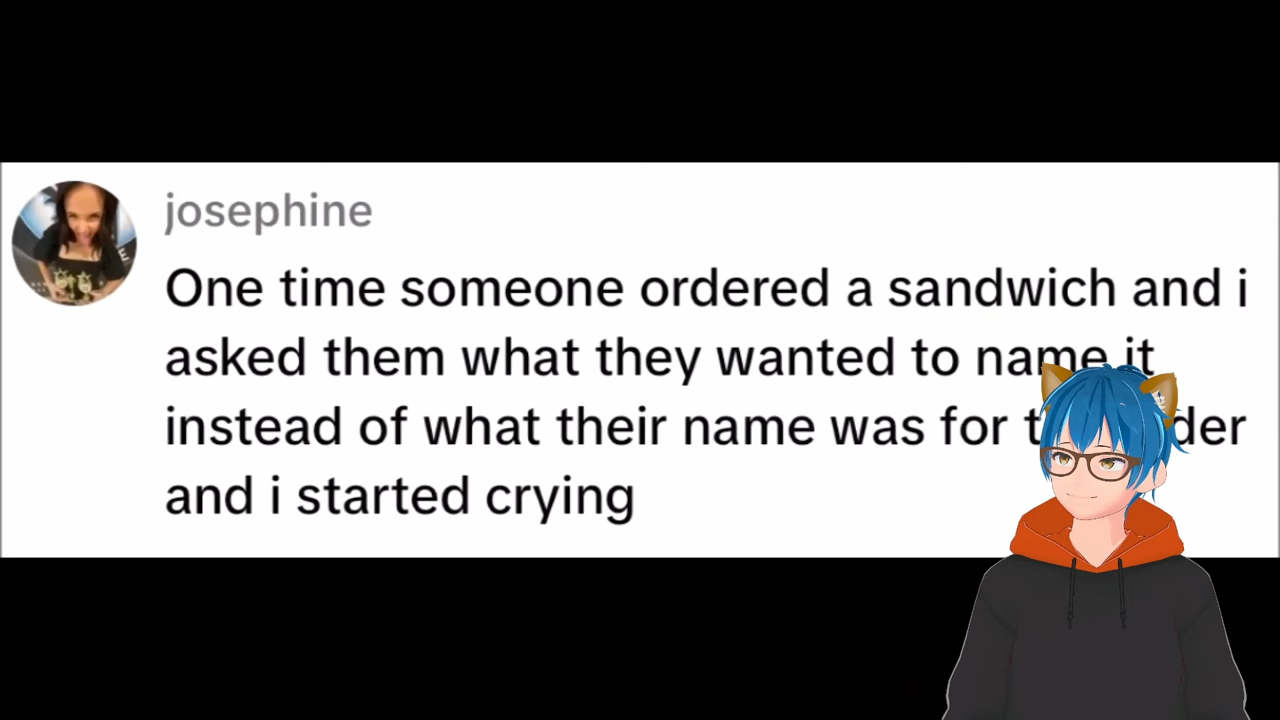 josephine
One time someone ordered a sandwich and i
asked them what they wanted to name it
instead of what their name was for
and i started crying